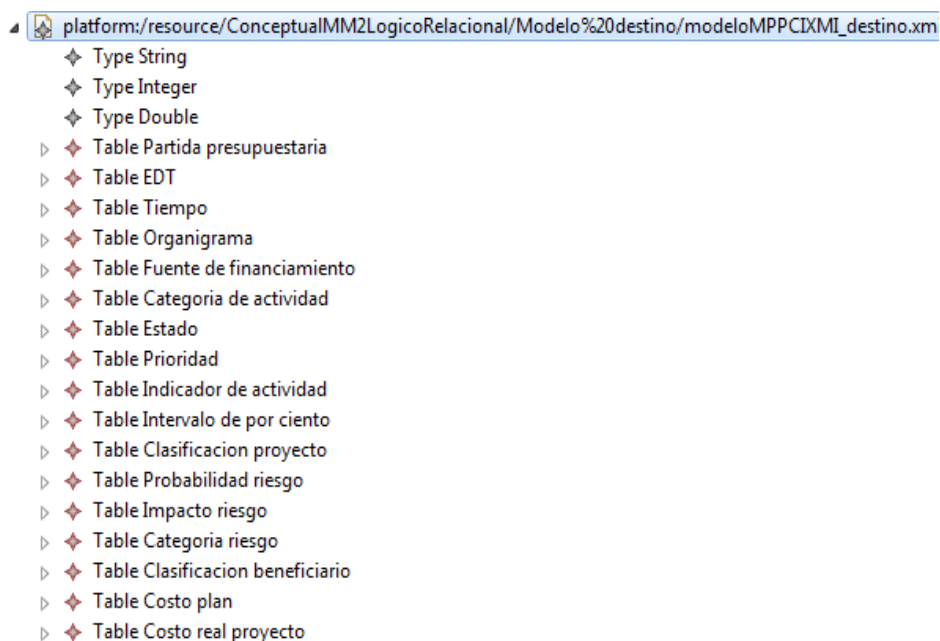 platform:/resource/ConceptualMM2LogicoRelacional/Modelo%20destino/modeloMPPCIXMI_destino.xmi
Type String
Type Integer
Type Double
Table Partida presupuestaria
Table EDT
Table Tiempo
Table Organigrama
Table Fuente de financiamiento
Table Categoria de actividad
Table Estado
Table Prioridad
Table Indicador de actividad
Table Intervalo de por ciento
Table Clasificacion proyecto
Table Probabilidad riesgo
Table Impacto riesgo
Table Categoria riesgo
Table Clasificacion beneficiario
Table Costo plan
Table Costo real proyecto